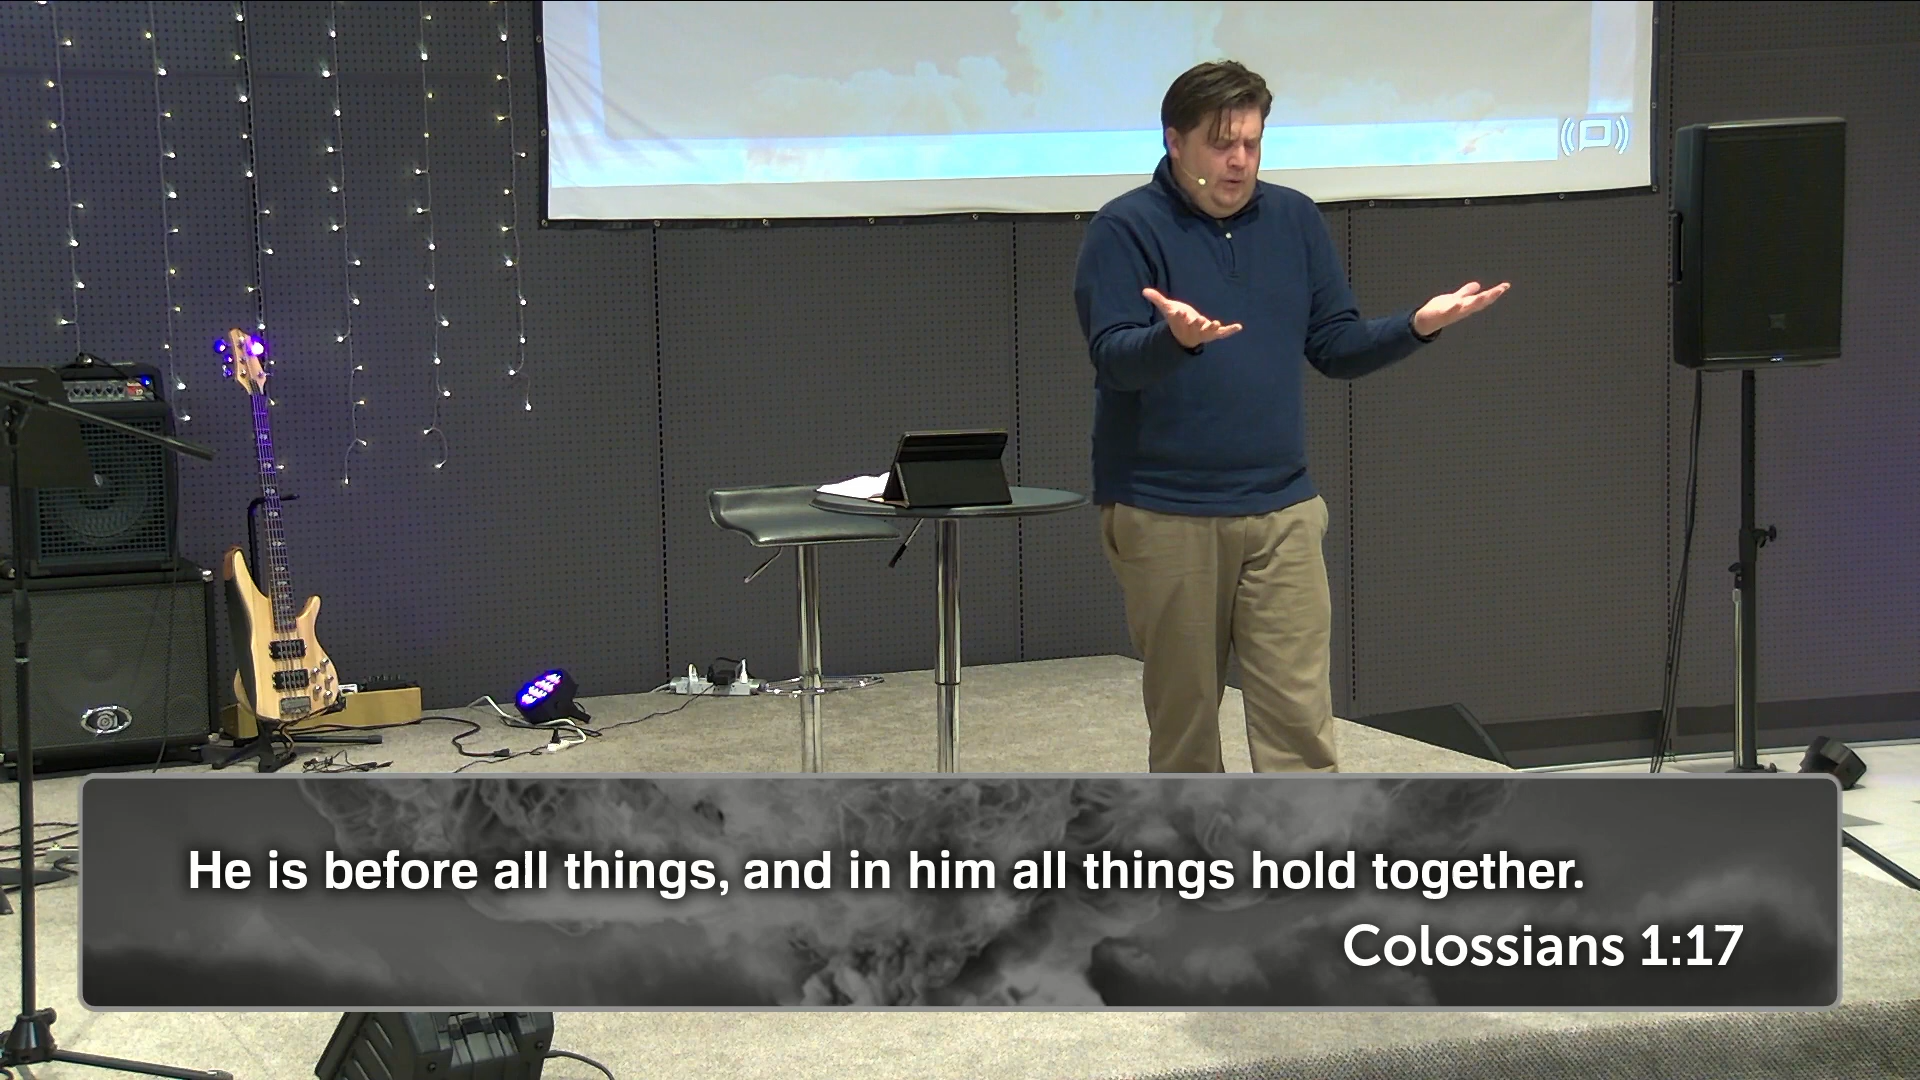 He is before all things, and in him all things hold together.
Colossians 1:17